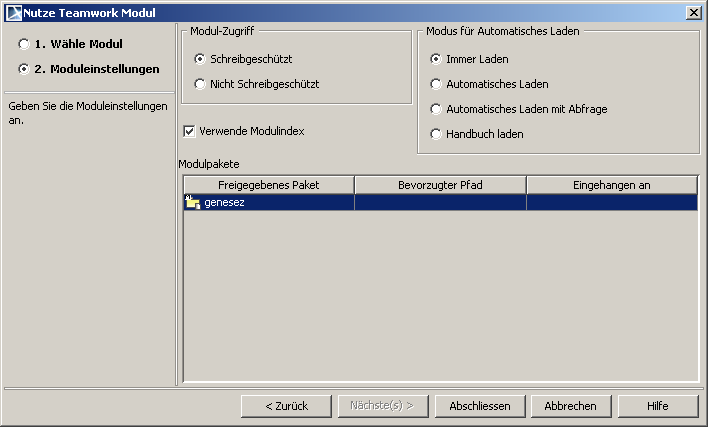 Nutze Teamwork Modul
1. Wähle Modul
2. Moduleinstellungen
Geben Sie die Moduleinstellungen
an.
Modul-Zugriff
Schreibgeschützt
Nicht Schreibgeschützt
Modus für Automatisches Laden
Immer Laden
Automatisches Laden
Automatisches Laden mit Abfrage
Handbuch laden
Verwende Modulindex
Modulpakete
Freigegebenes Paket Bevorzugter Pfad Eingehangen an
genesez
< Zurück Nächste(s) > Abschliessen Abbrechen Hilfe